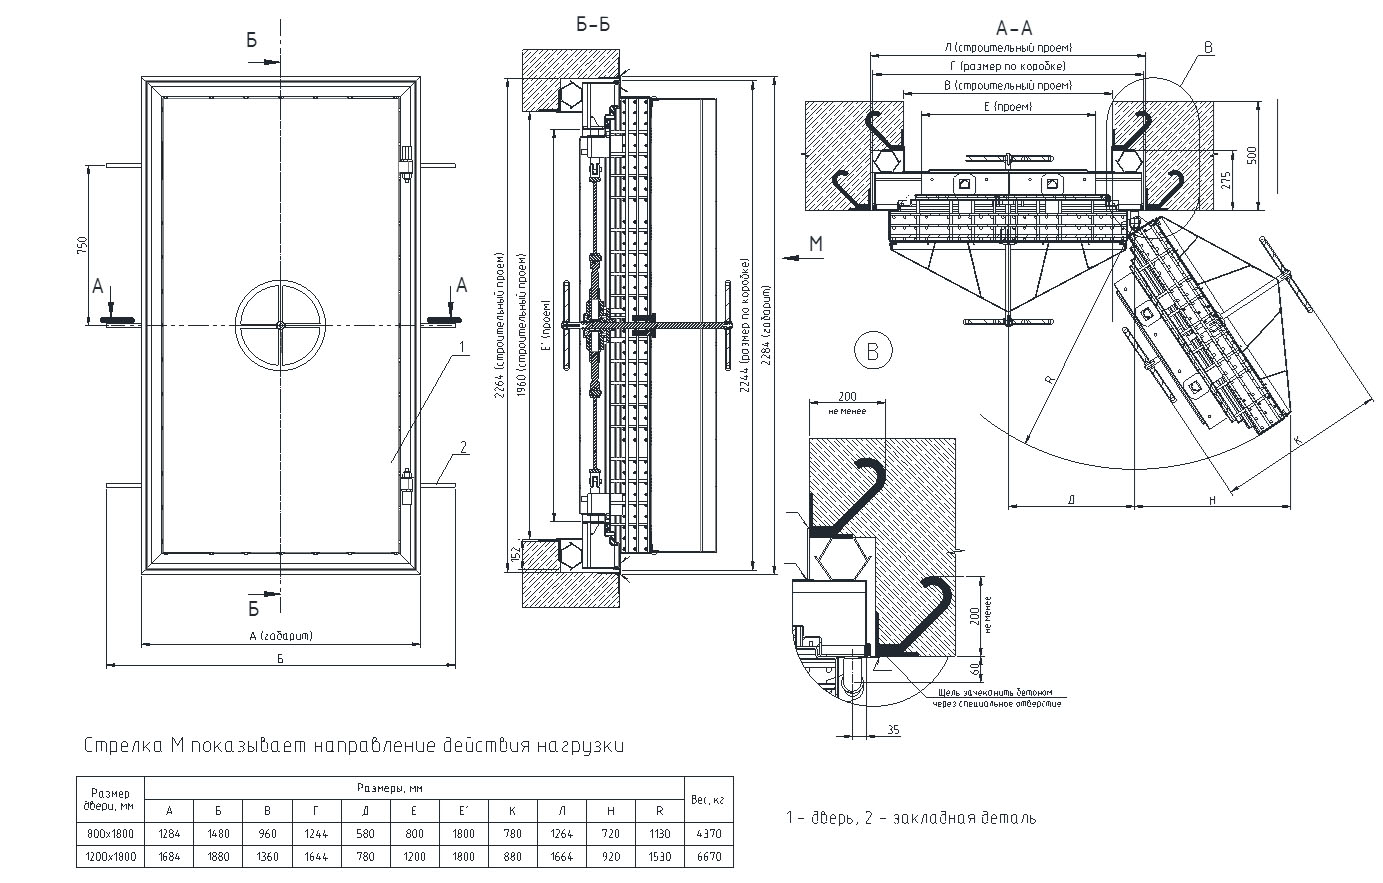 Б
Б
А
А
750
1
2
А (габарит)
Б
Б-Б
2264 (строительный проем)
1960 (строительный проем)
Е´ (проем)
2244 (размер по коробке)
2284 (габарит)
152
А-А
Л (строительный проем)
Г (размер по коробке)
В (строительный проем)
Е (проем)
В
500
275
М
R
К
Д
Н
В
200
не менее
200
не менее
60
Щель зачеканить бетоном
через специальное отверстие
35
Стрелка М показывает направление действия нагрузки
Размер двери, мм Размеры, мм Вес, кг
А Б В Г Д Е Е´ К Л Н R
800х1800 1284 1480 960 1244 580 800 1800 780 1264 720 1130 4370
1200х1800 1684 1880 1360 1644 780 1200 1800 880 1664 920 1530 6670
1 - дверь, 2 - закладная деталь